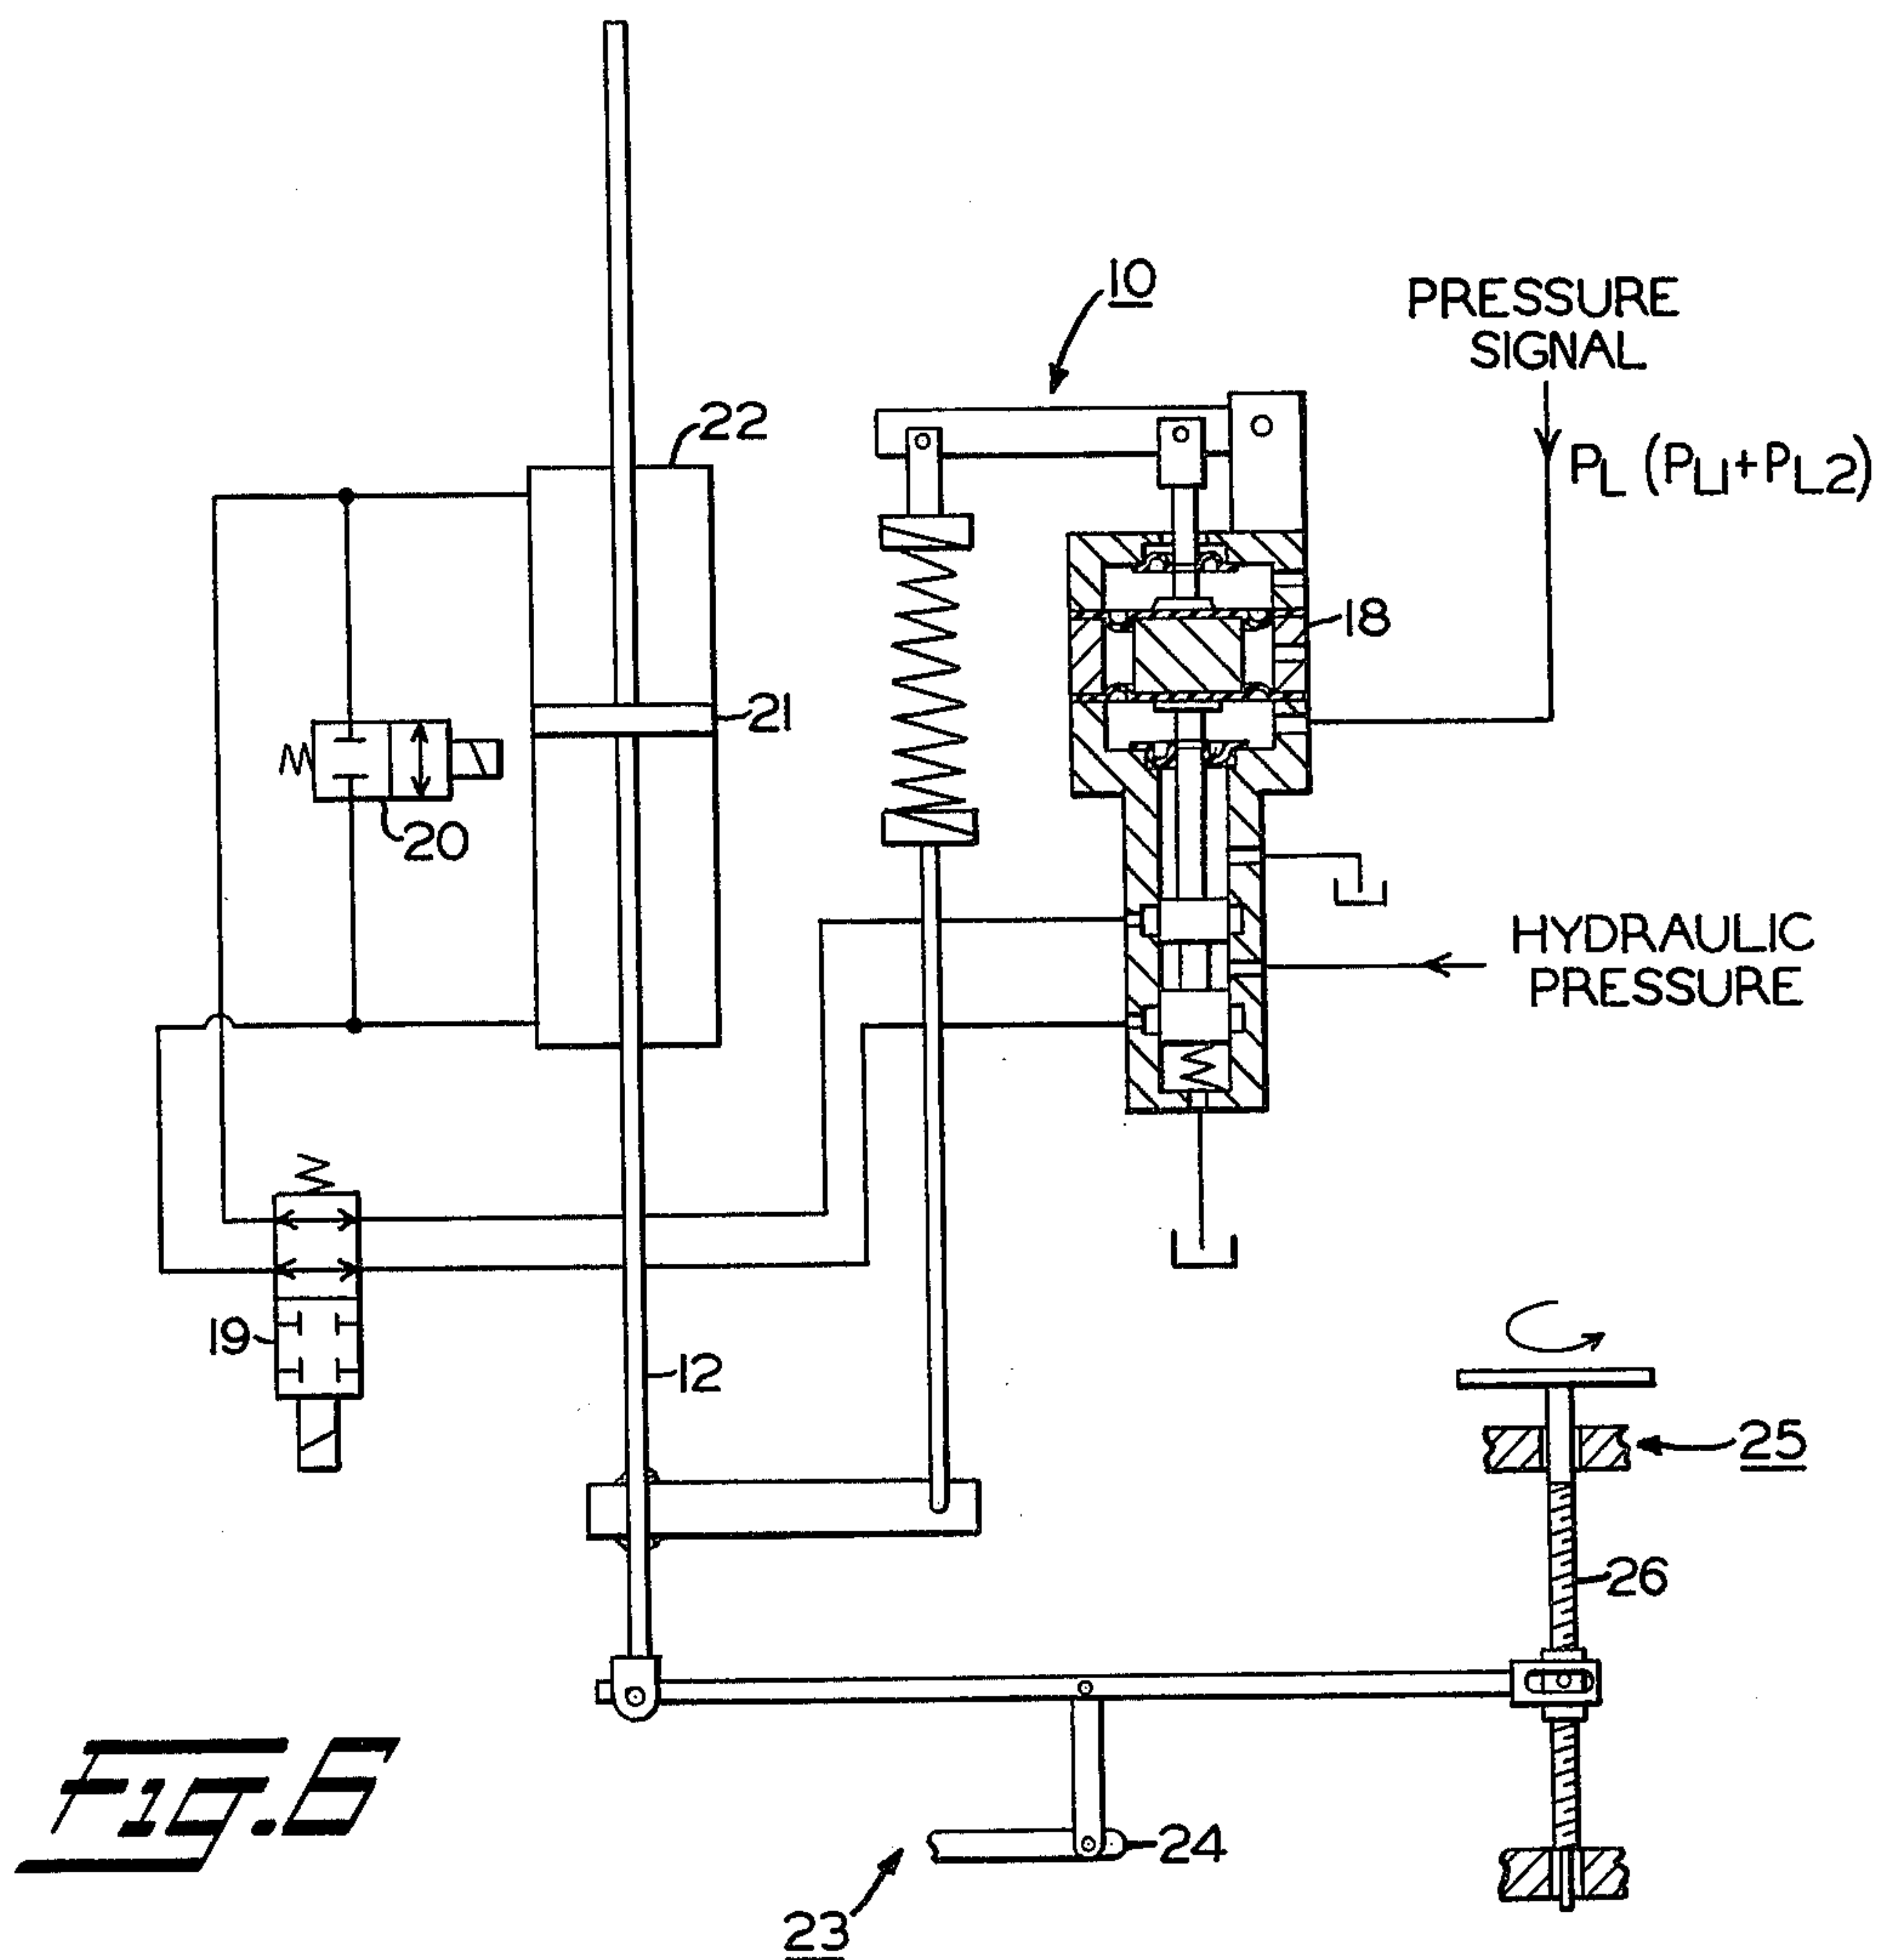 10
PRESSURE
SIGNAL
PL (PL1+PL2)
22
18
21
20
HYDRAULIC
PRESSURE
19
12
25
26
24
23
Fig.6